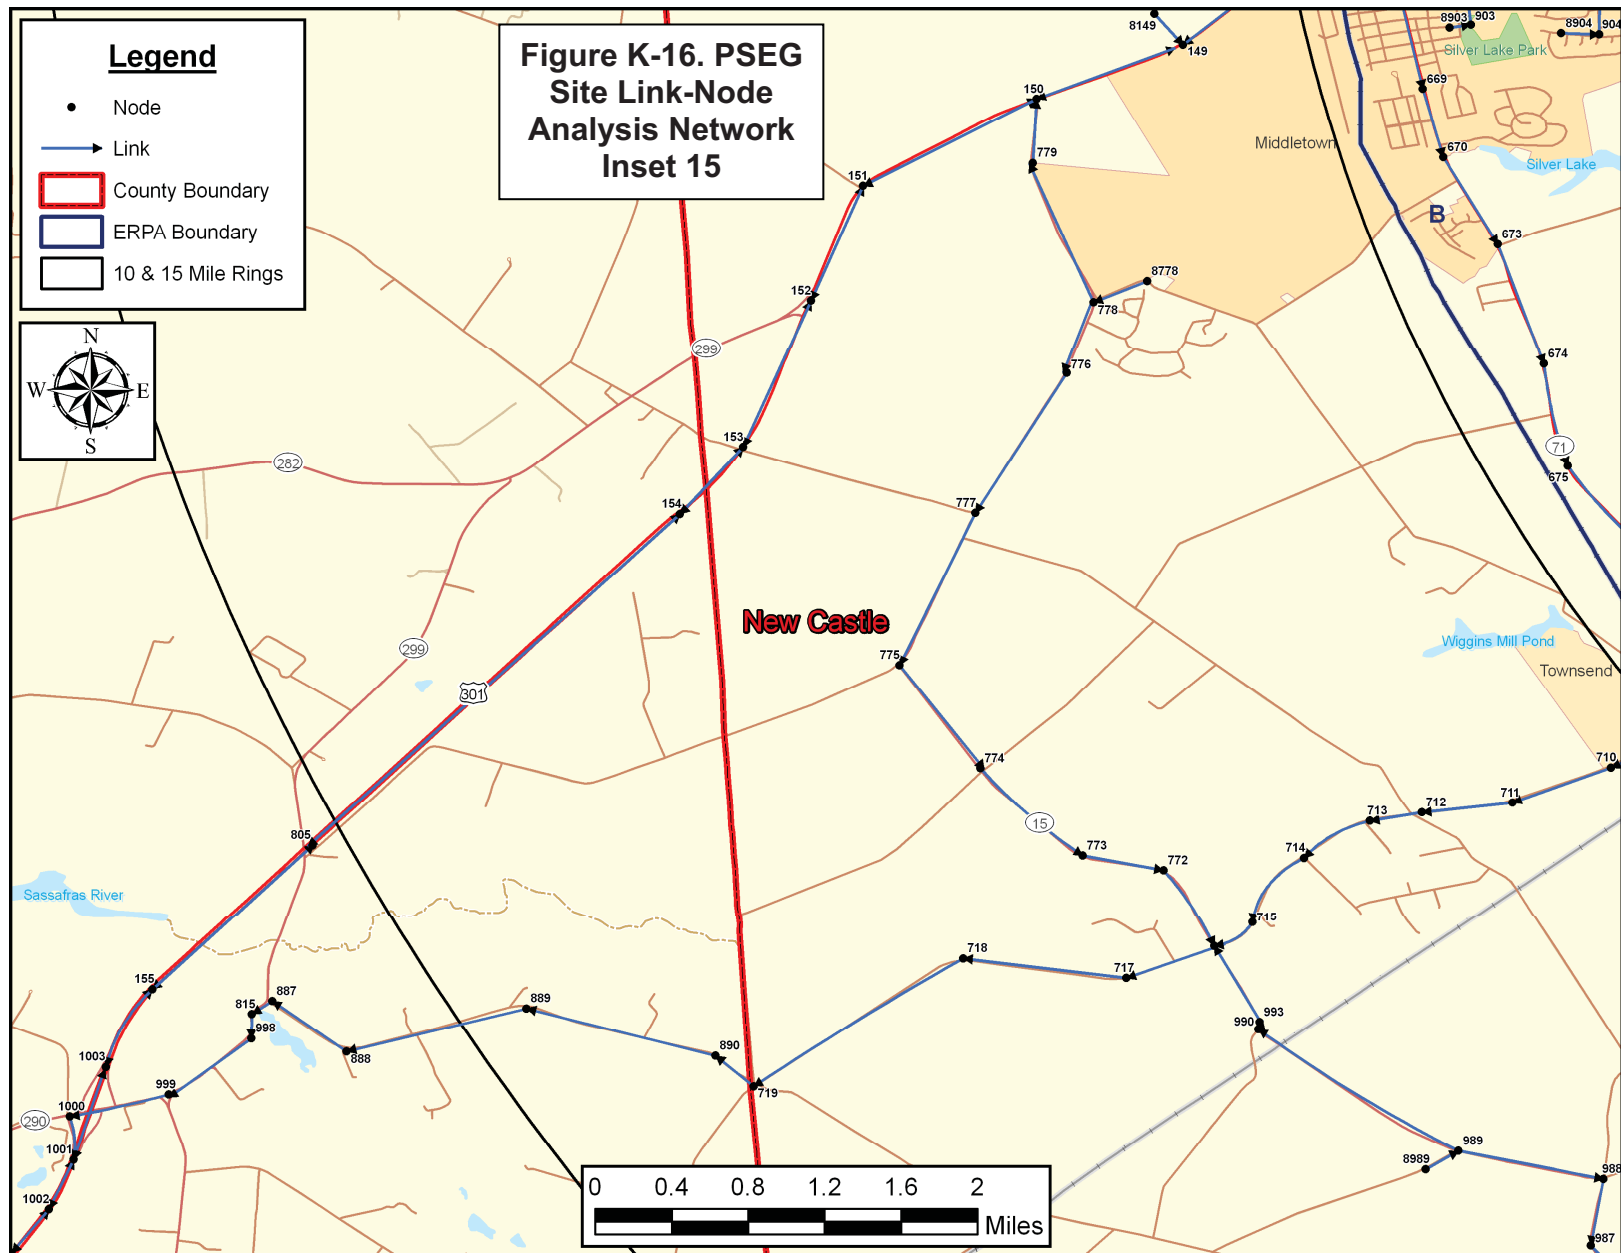 Legend
Node
Link
County Boundary
ERPA Boundary
10 & 15 Mile Rings
Figure K-16. PSEG
Site Link-Node
Analysis Network
Inset 15
N
W
E
S
8149
149
150
779
151
152
153
154
8778
778
776
777
775
774
773
772
8903
903
8904
904
Silver Lake Park
669
670
Middletown
Silver Lake
B
673
674
71
675
299
282
299
301
New Castle
Wiggins Mill Pond
Townsend
710
711
712
713
714
715
15
805
Sassafras River
155
887
815
998
888
889
890
719
718
717
993
990
989
8989
988
987
1003
999
1000
290
1001
1002
0
0.4
0.8
1.2
1.6
2
Miles